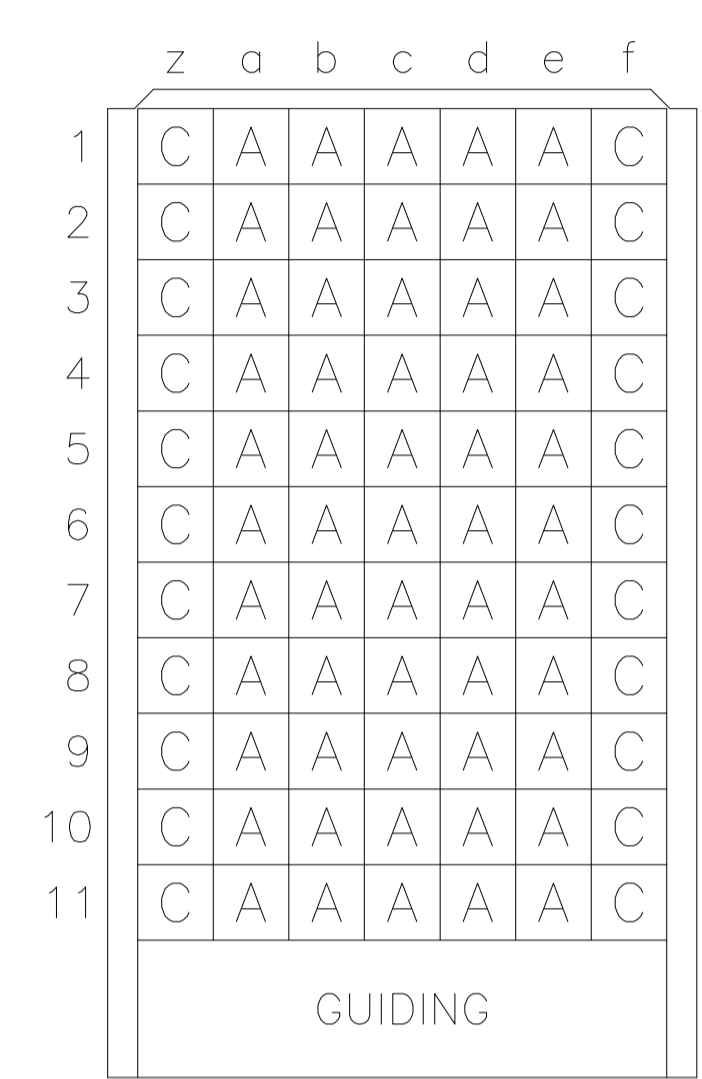 z a b c d e f
1 C A A A A A C
2 C A A A A A C
3 C A A A A A C
4 C A A A A A C
5 C A A A A A C
6 C A A A A A C
7 C A A A A A C
8 C A A A A A C
9 C A A A A A C
10 C A A A A A C
11 C A A A A A C
GUIDING